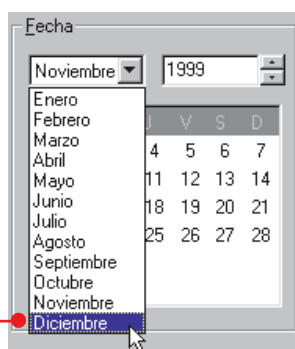 Fecha
Noviembre 1999
Enero
Febrero J V S D
Marzo
Abril 4 5 6 7
Mayo 11 12 13 14
Junio
Julio 18 19 20 21
Agosto 25 26 27 28
Septiembre
Octubre
Noviembre
Diciembre